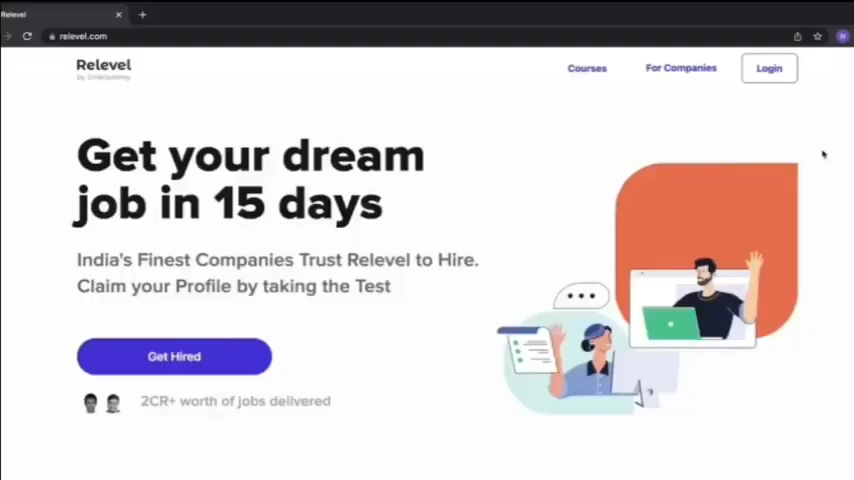 Relevel
relevel.com
N
Relevel
by Unacademy
Courses
For Companies
Login
Get your dream
job in 15 days
India's Finest Companies Trust Relevel to Hire.
Claim your Profile by taking the Test
Get Hired
2CR+ worth of jobs delivered